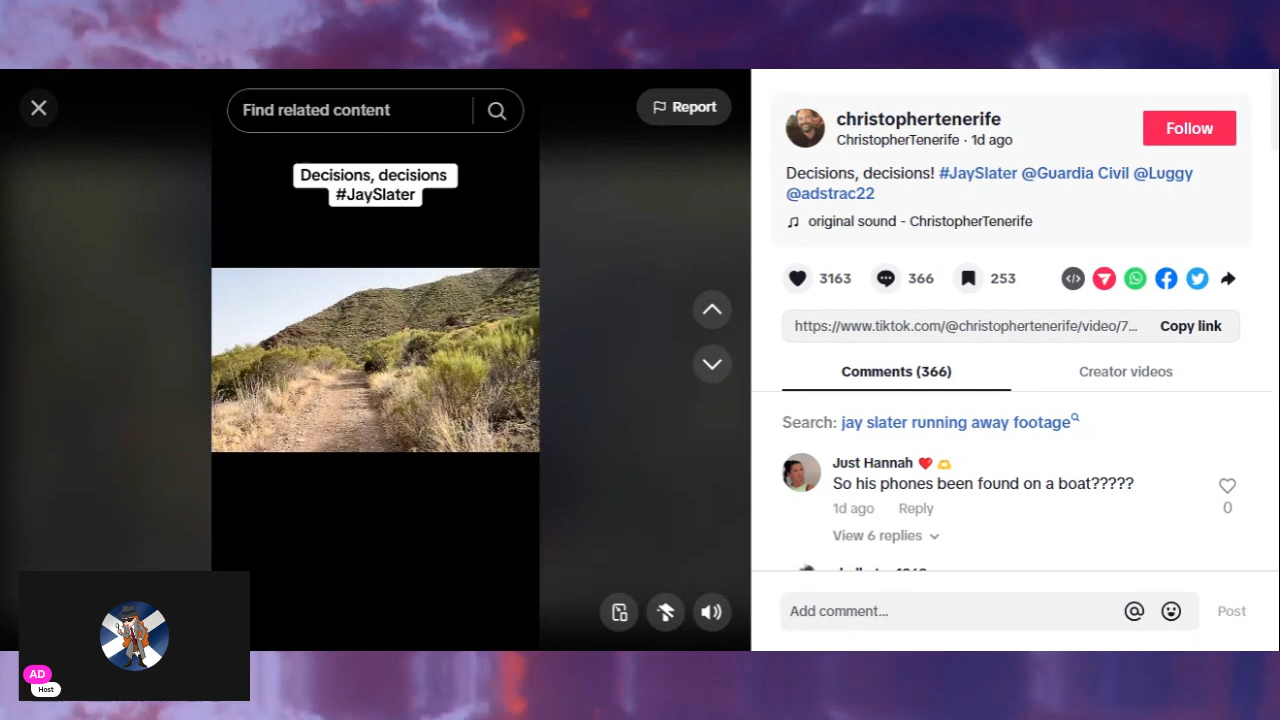 Find related content
Report
Decisions, decisions
#JaySlater
christophertenerife
ChristopherTenerife · 1d ago
Follow
Decisions, decisions! #JaySlater @Guardia Civil @Luggy
@adstrac22
original sound - ChristopherTenerife
3163
366
253
https://www.tiktok.com/@christophertenerife/video/7...
Copy link
Comments (366)
Creator videos
Search: jay slater running away footage
Just Hannah
So his phones been found on a boat?????
1d ago
Reply
0
View 6 replies
Add comment...
Post
AD
Host